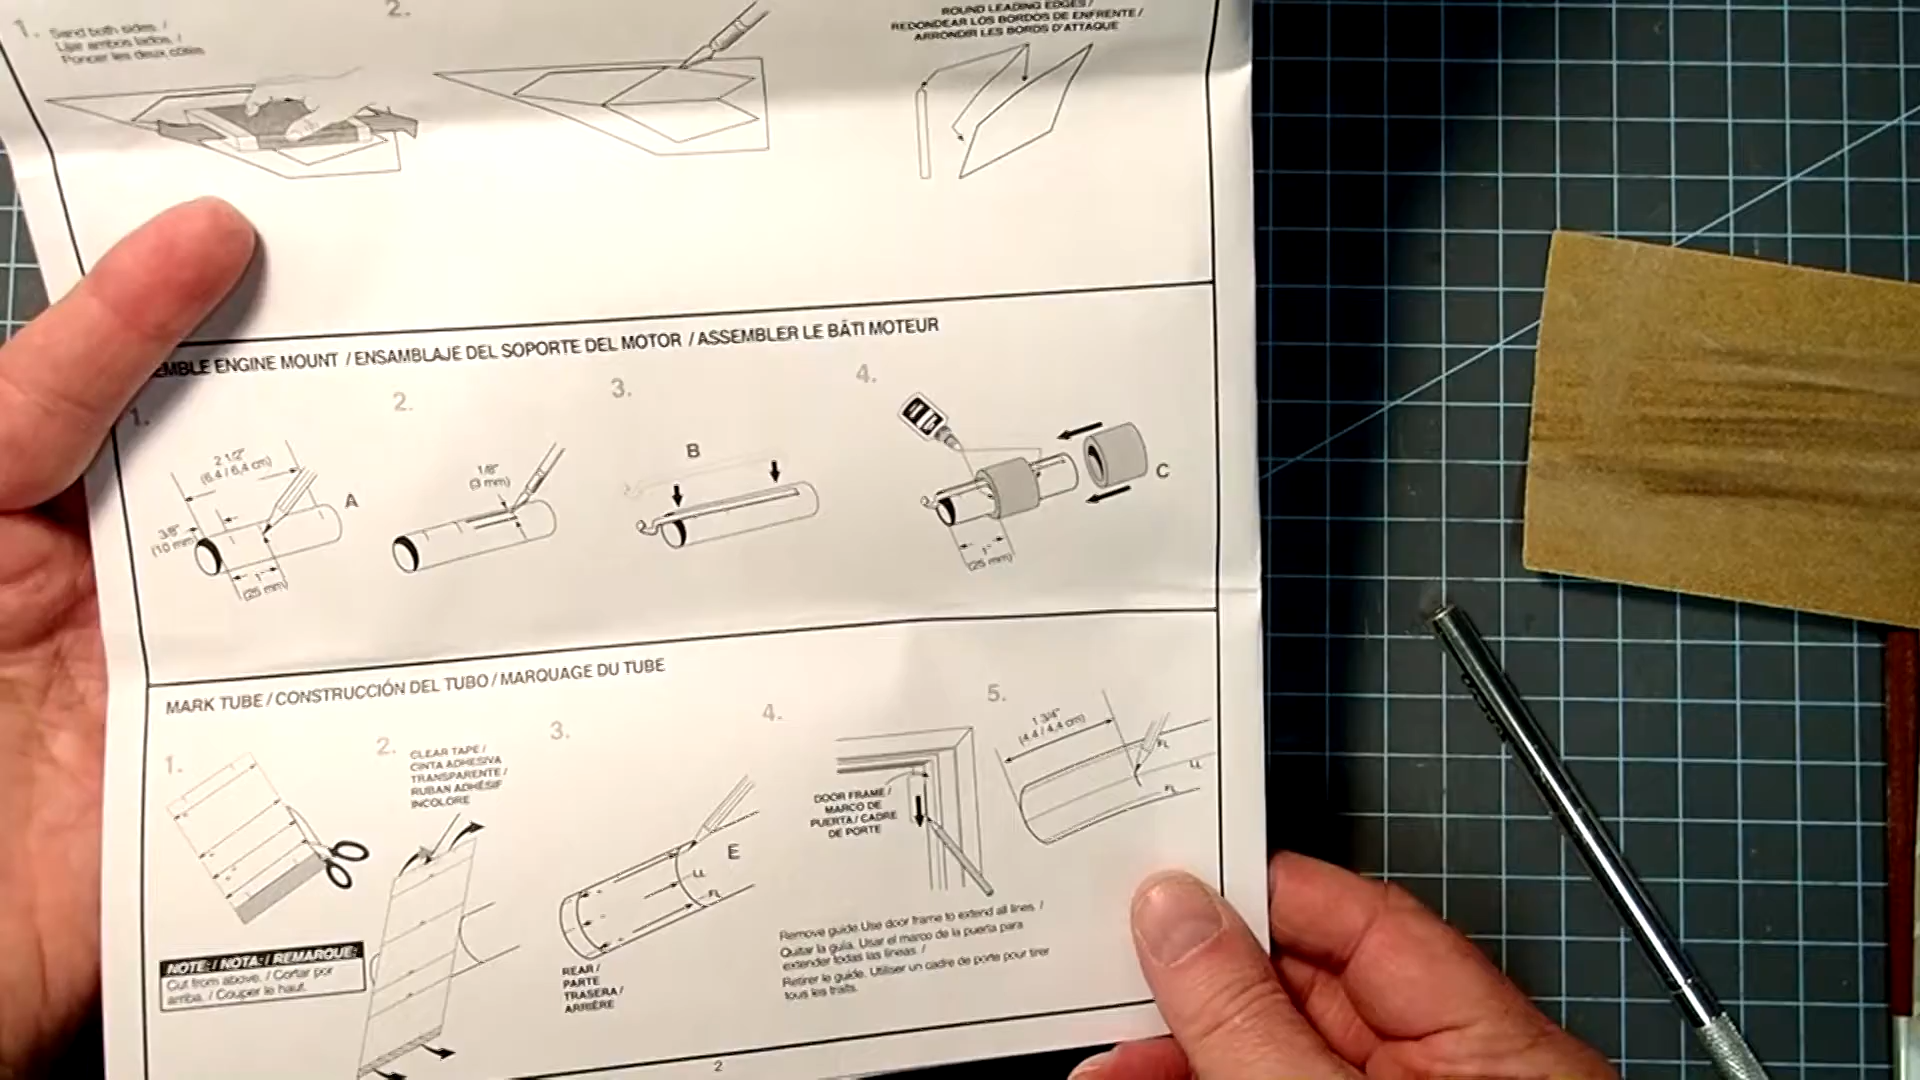 1.
Sand both sides. /
Lijar ambos lados. /
Poncer les deux côtés
2.
ROUND LEADING EDGES /
REDONDEAR LOS BORDOS DE ENFRENTE /
ARRONDIR LES BORDS D'ATTAQUE
EMBLE ENGINE MOUNT / ENSAMBLAJE DEL SOPORTE DEL MOTOR / ASSEMBLER LE BÂTI MOTEUR
1.
2 1/2"
(6.4 / 6,4 cm)
3/8"
(10 mm)
1"
(25 mm)
A
2.
1/8"
(3 mm)
3.
B
4.
C
1"
(25 mm)
MARK TUBE / CONSTRUCCIÓN DEL TUBO / MARQUAGE DU TUBE
1.
NOTE: / NOTA: / REMARQUE:
Cut from above. / Cortar por
arriba. / Couper le haut.
2.
CLEAR TAPE /
CINTA ADHESIVA
TRANSPARENTE /
RUBAN ADHÉSIF
INCOLORE
3.
E
LL
FL
REAR /
PARTE
TRASERA /
ARRIÈRE
4.
DOOR FRAME /
MARCO DE
PUERTA / CADRE
DE PORTE
Remove guide. Use door frame to extend all lines. /
Quitar la guía. Usar el marco de la puerta para
extender todas las líneas. /
Retirer le guide. Utiliser un cadre de porte pour tirer
tous les traits.
5.
1 3/4"
(4.4 / 4,4 cm)
FL
LL
FL
2